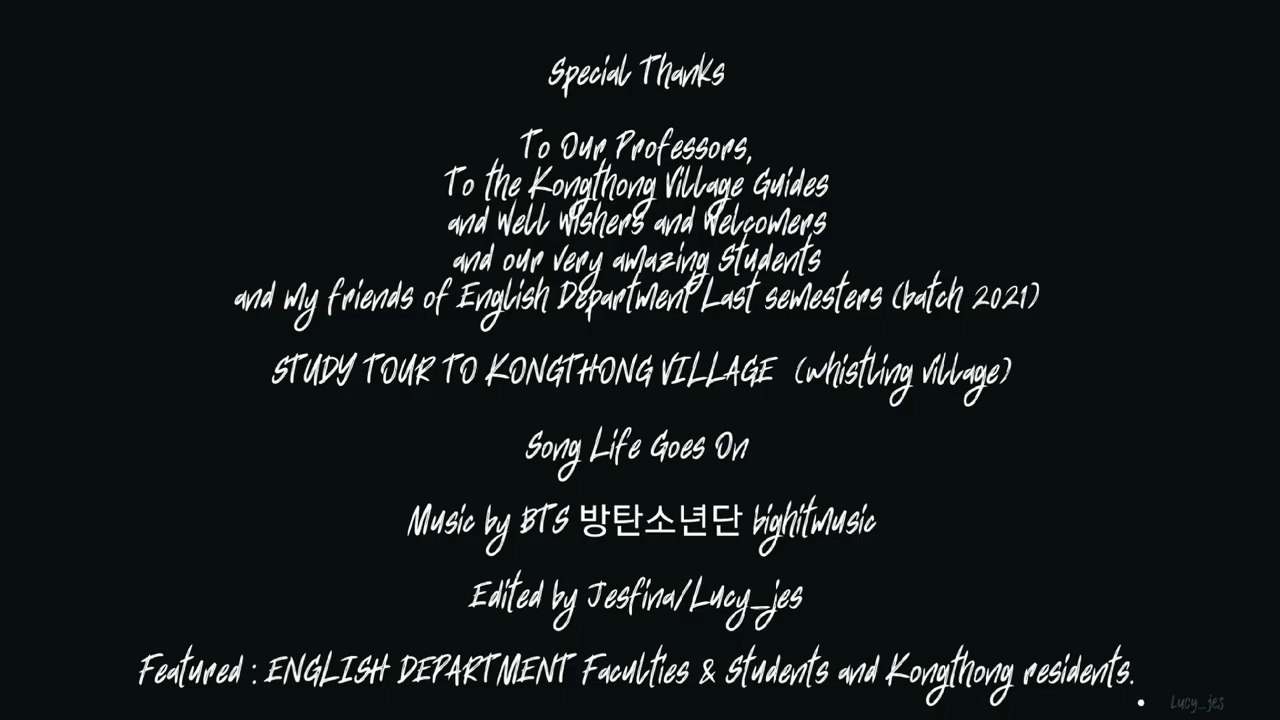 Special Thanks
To Our Professors,
To the Kongthong Village Guides
and Well Wishers and Welcomers
and our very amazing Students
and my friends of English Department Last semesters (batch 2021)
STUDY TOUR TO KONGTHONG VILLAGE (whistling village)
Song Life Goes On
Music by BTS 방탄소년단 bighitmusic
Edited by Jesfina/Lucy_jes
Featured : ENGLISH DEPARTMENT Faculties & Students and Kongthong residents.
Lucy_jes